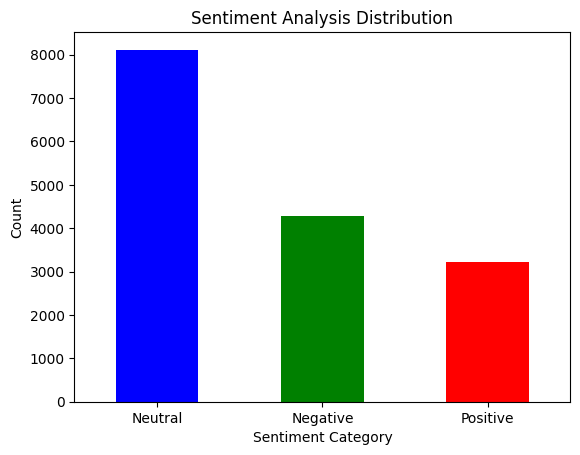 Sentiment Analysis Distribution
8000
7000
6000
5000
4000
3000
2000
1000
0
Count
Neutral Negative Positive
Sentiment Category